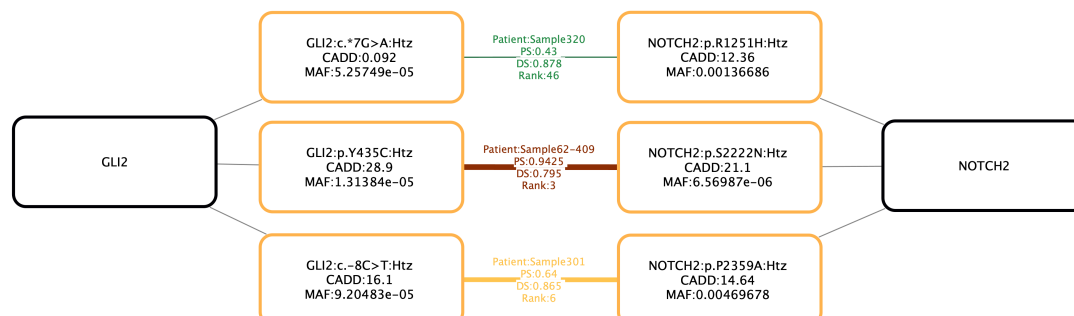 GLI2:c.*7G>A:Htz
CADD:0.092
MAF:5.25749e-05
Patient:Sample320
PS:0.43
DS:0.878
Rank:46
NOTCH2:p.R1251H:Htz
CADD:12.36
MAF:0.00136686
GLI2
GLI2:p.Y435C:Htz
CADD:28.9
MAF:1.31384e-05
Patient:Sample62-409
PS:0.9425
DS:0.795
Rank:3
NOTCH2:p.S2222N:Htz
CADD:21.1
MAF:6.56987e-06
NOTCH2
GLI2:c.-8C>T:Htz
CADD:16.1
MAF:9.20483e-05
Patient:Sample301
PS:0.64
DS:0.865
Rank:6
NOTCH2:p.P2359A:Htz
CADD:14.64
MAF:0.00469678